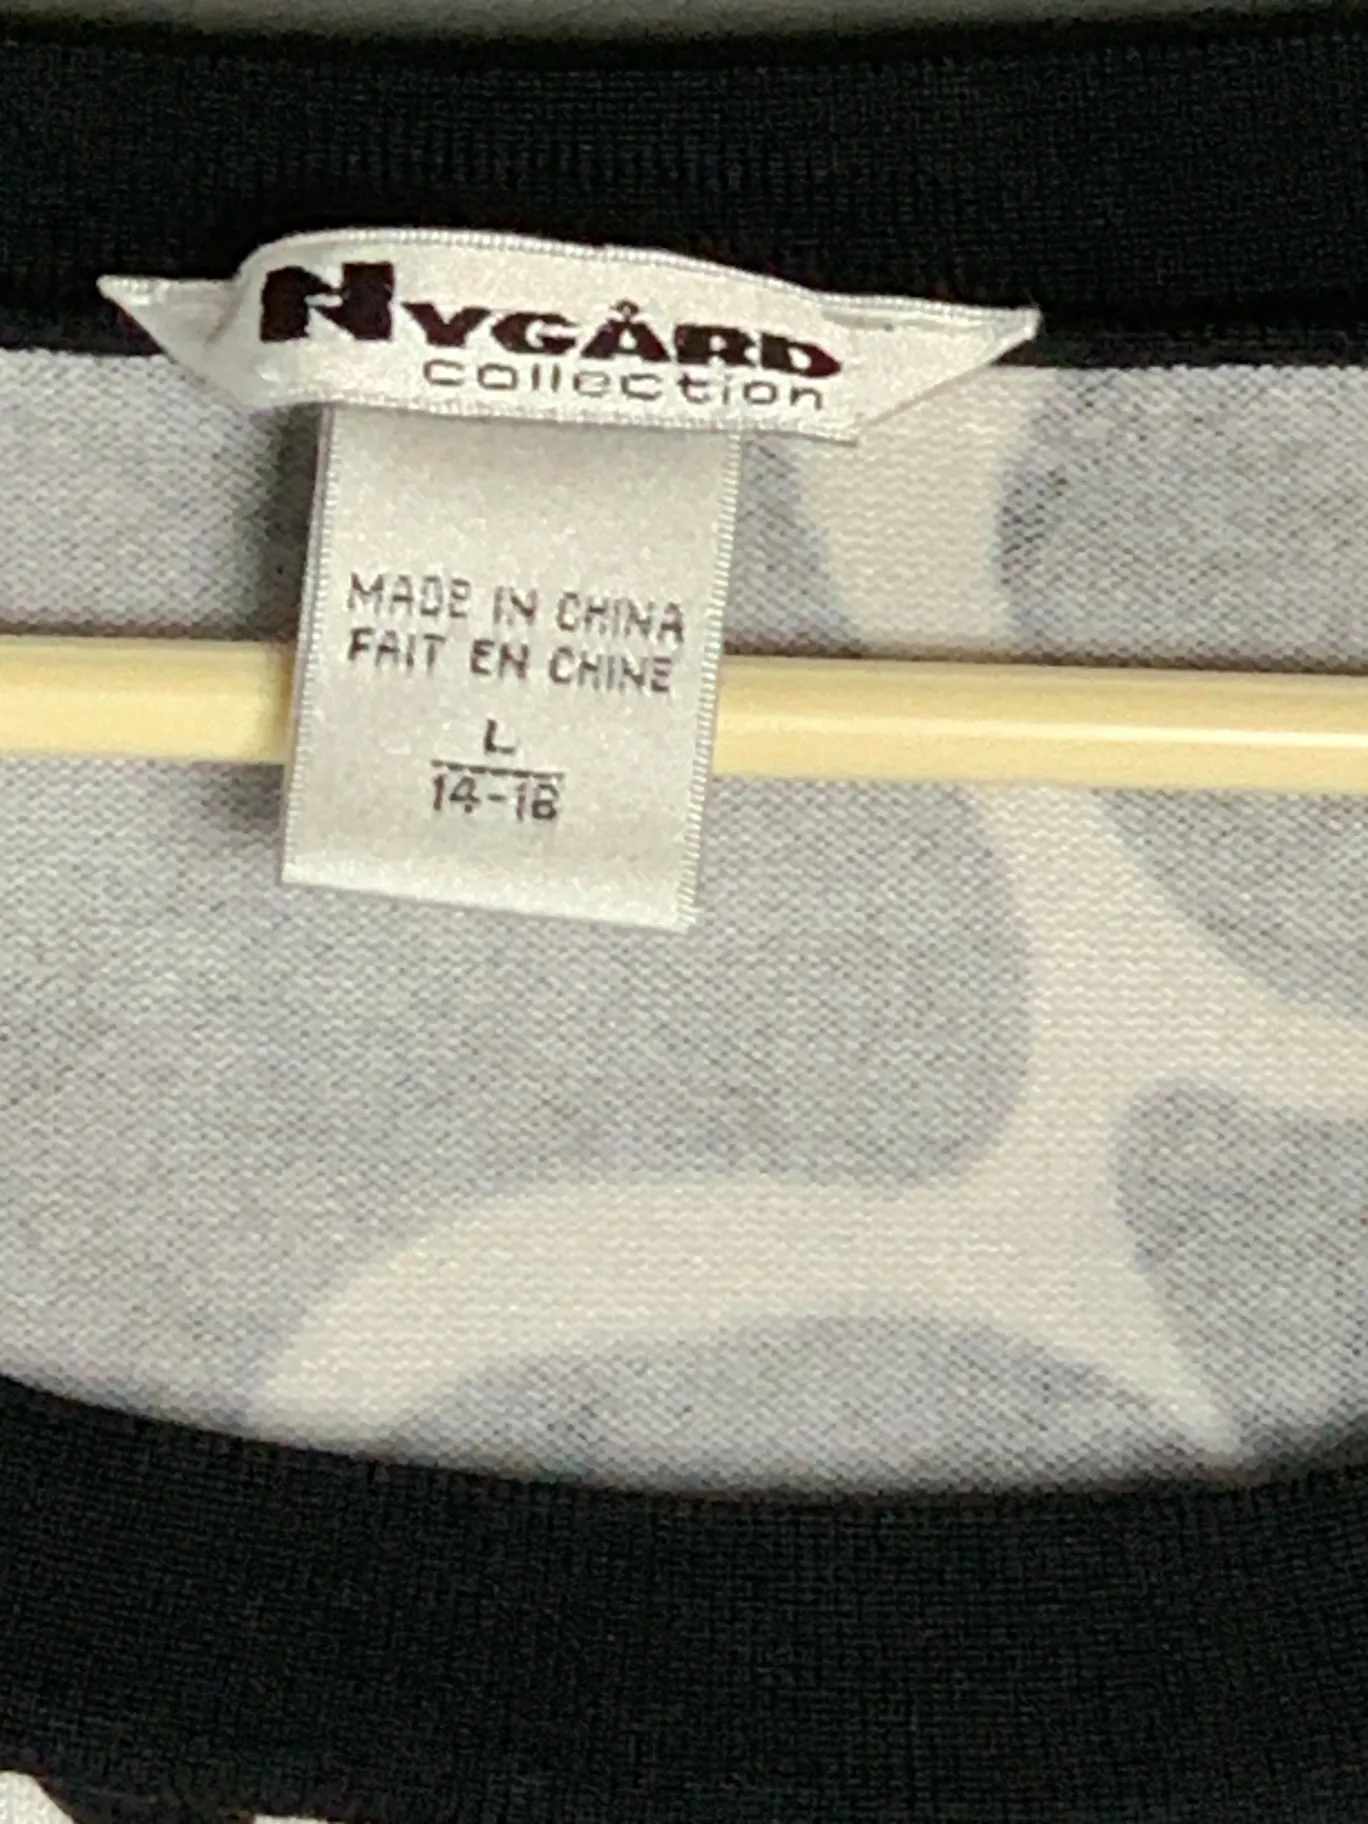 NYGÅRD
collection
MADE IN CHINA
FAIT EN CHINE
L
14-16